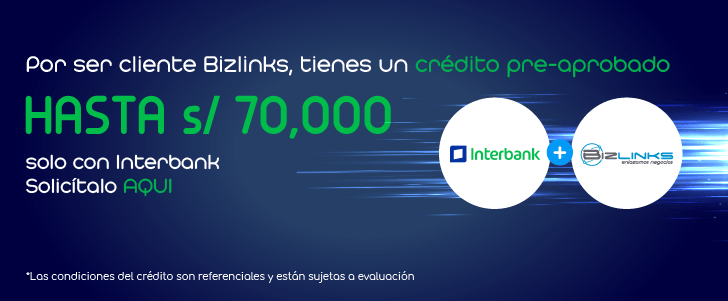 Por ser cliente Bizlinks, tienes un crédito pre-aprobado
HASTA s/ 70,000
solo con Interbank
Solicítalo AQUI
Interbank
+
BIZLINKS
enlazamos negocios
*Las condiciones del crédito son referenciales y están sujetas a evaluación